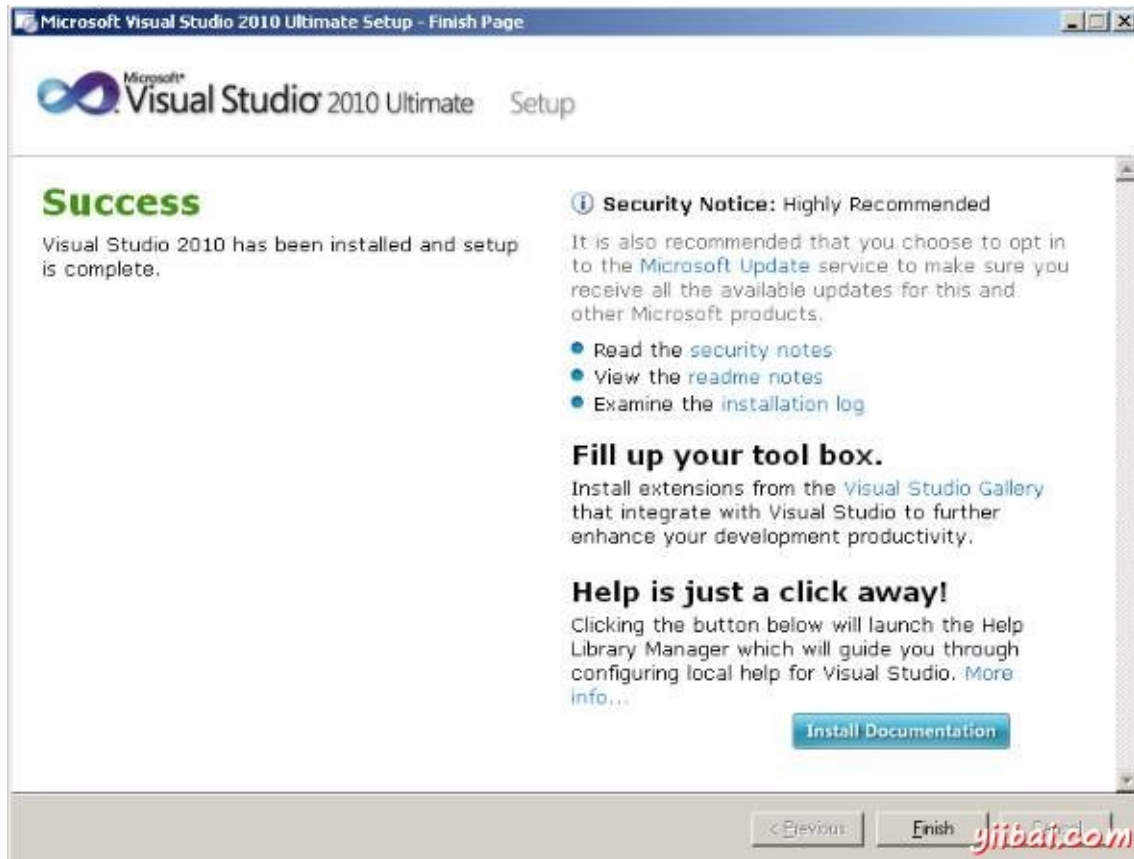 Microsoft Visual Studio 2010 Ultimate Setup - Finish Page
Microsoft®
Visual Studio® 2010 Ultimate Setup
Success
Visual Studio 2010 has been installed and setup
is complete.
Security Notice: Highly Recommended
It is also recommended that you choose to opt in
to the Microsoft Update service to make sure you
receive all the available updates for this and
other Microsoft products.
Read the security notes
View the readme notes
Examine the installation log
Fill up your tool box.
Install extensions from the Visual Studio Gallery
that integrate with Visual Studio to further
enhance your development productivity.
Help is just a click away!
Clicking the button below will launch the Help
Library Manager which will guide you through
configuring local help for Visual Studio. More
info...
Install Documentation
< Previous Finish
yiibai.com